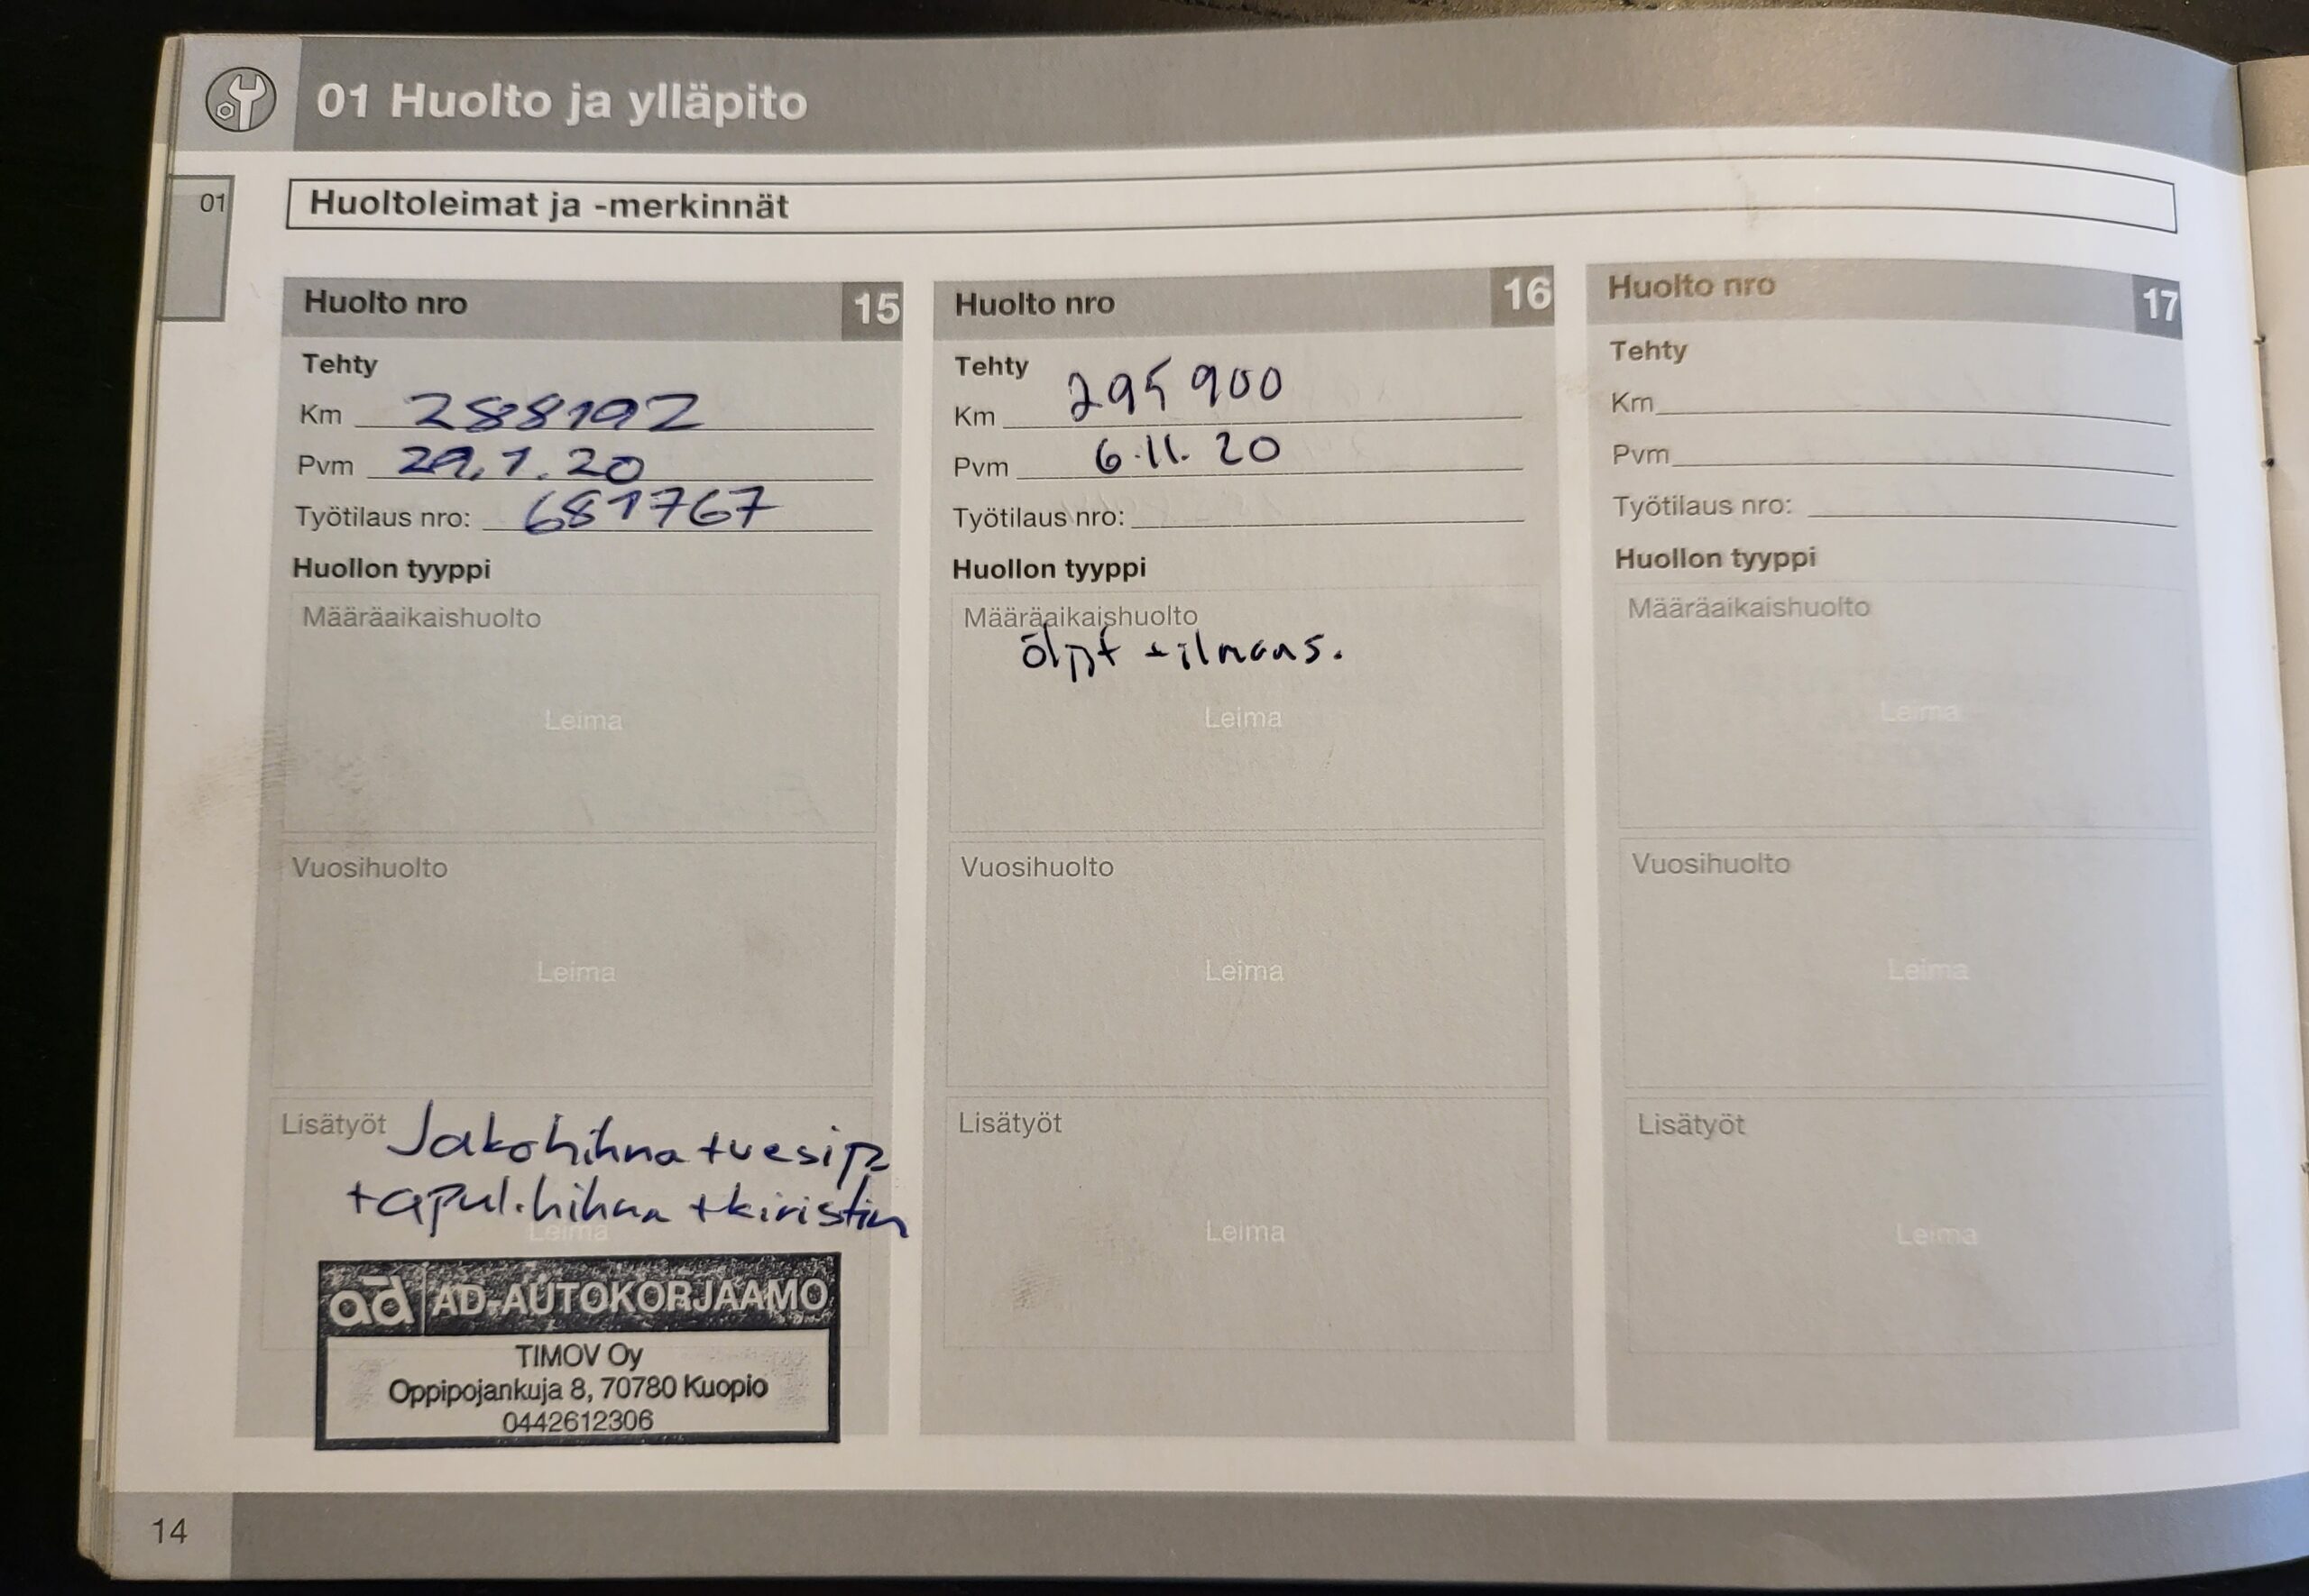 01 Huolto ja ylläpito
01
Huoltoleimat ja -merkinnät
Huolto nro 15
Tehty
Km 288192
Pvm 29.1.20
Työtilaus nro: 681767
Huollon tyyppi
Määräaikaishuolto
Leima
Vuosihuolto
Leima
Lisätyöt Jakohihna + vesip.
+ apul.hihna + kiristin
Leima
ad AD-AUTOKORJAAMO
TIMOV Oy
Oppipojankuja 8, 70780 Kuopio
0442612306
Huolto nro 16
Tehty
Km 295 900
Pvm 6.11.20
Työtilaus nro:
Huollon tyyppi
Määräaikaishuolto
öljyt + ilmans.
Leima
Vuosihuolto
Leima
Lisätyöt
Leima
Huolto nro 17
Tehty
Km
Pvm
Työtilaus nro:
Huollon tyyppi
Määräaikaishuolto
Leima
Vuosihuolto
Leima
Lisätyöt
Leima
14